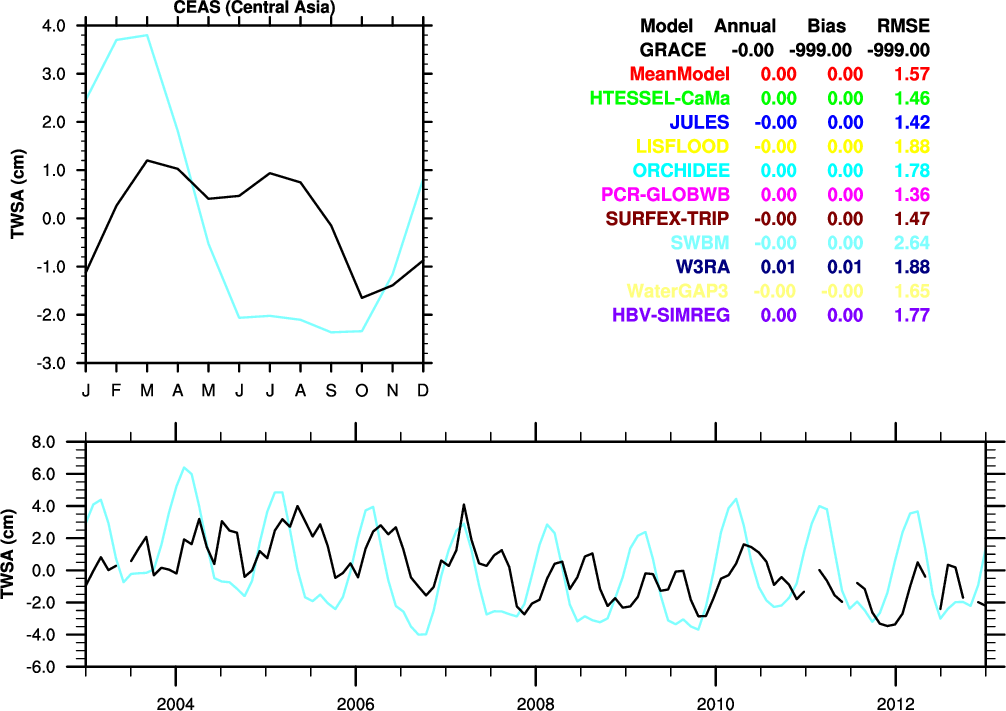 CEAS (Central Asia)
4.0
3.0
2.0
1.0
0.0
-1.0
-2.0
-3.0
TWSA (cm)
J F M A M J J A S O N D
Model Annual Bias RMSE
GRACE -0.00 -999.00 -999.00
MeanModel 0.00 0.00 1.57
HTESSEL-CaMa 0.00 0.00 1.46
JULES -0.00 0.00 1.42
LISFLOOD -0.00 0.00 1.88
ORCHIDEE 0.00 0.00 1.78
PCR-GLOBWB 0.00 0.00 1.36
SURFEX-TRIP -0.00 0.00 1.47
SWBM -0.00 0.00 2.64
W3RA 0.01 0.01 1.88
WaterGAP3 -0.00 -0.00 1.65
HBV-SIMREG 0.00 0.00 1.77
8.0
6.0
4.0
2.0
0.0
-2.0
-4.0
-6.0
TWSA (cm)
2004 2006 2008 2010 2012